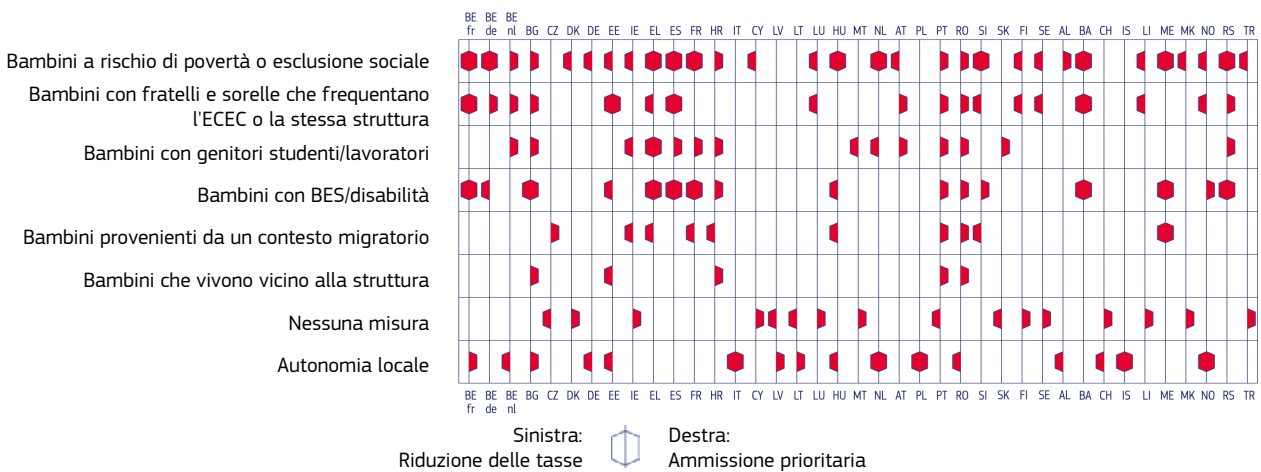 BE fr BE de BE nl BG CZ DK DE EE IE EL ES FR HR IT CY LV LT LU HU MT NL AT PL PT RO SI SK FI SE AL BA CH IS LI ME MK NO RS TR
Bambini a rischio di povertà o esclusione sociale
Bambini con fratelli e sorelle che frequentano
l'ECEC o la stessa struttura
Bambini con genitori studenti/lavoratori
Bambini con BES/disabilità
Bambini provenienti da un contesto migratorio
Bambini che vivono vicino alla struttura
Nessuna misura
Autonomia locale
BE fr BE de BE nl BG CZ DK DE EE IE EL ES FR HR IT CY LV LT LU HU MT NL AT PL PT RO SI SK FI SE AL BA CH IS LI ME MK NO RS TR
Sinistra:
Riduzione delle tasse
Destra:
Ammissione prioritaria